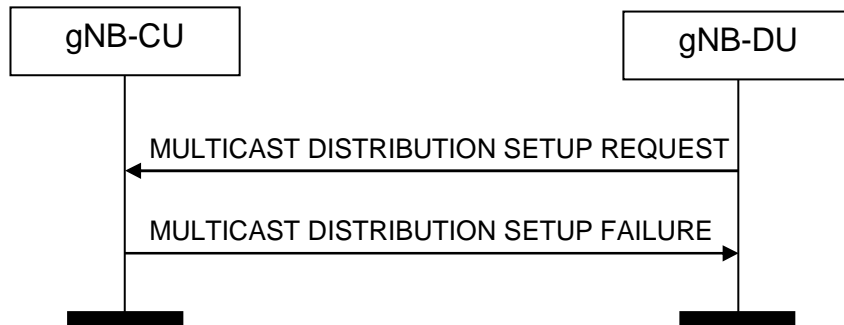 gNB-CU
gNB-DU
MULTICAST DISTRIBUTION SETUP REQUEST
MULTICAST DISTRIBUTION SETUP FAILURE